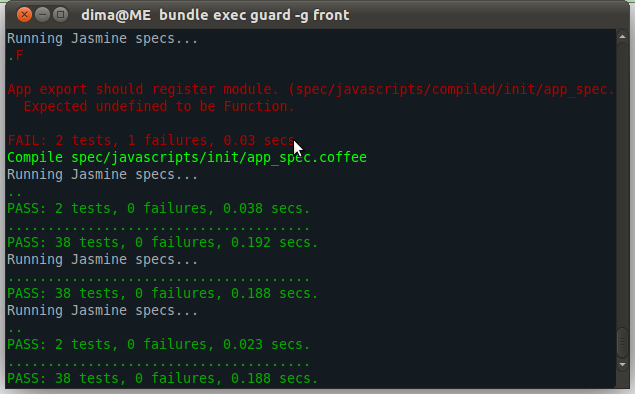 dima@ME bundle exec guard -g front
Running Jasmine specs...
.F
App export should register module. (spec/javascripts/compiled/init/app_spec.
Expected undefined to be Function.
FAIL: 2 tests, 1 failures, 0.03 secs
Compile spec/javascripts/init/app_spec.coffee
Running Jasmine specs...
..
PASS: 2 tests, 0 failures, 0.038 secs.
......................................
PASS: 38 tests, 0 failures, 0.192 secs.
Running Jasmine specs...
......................................
PASS: 38 tests, 0 failures, 0.188 secs.
Running Jasmine specs...
..
PASS: 2 tests, 0 failures, 0.023 secs.
......................................
PASS: 38 tests, 0 failures, 0.188 secs.